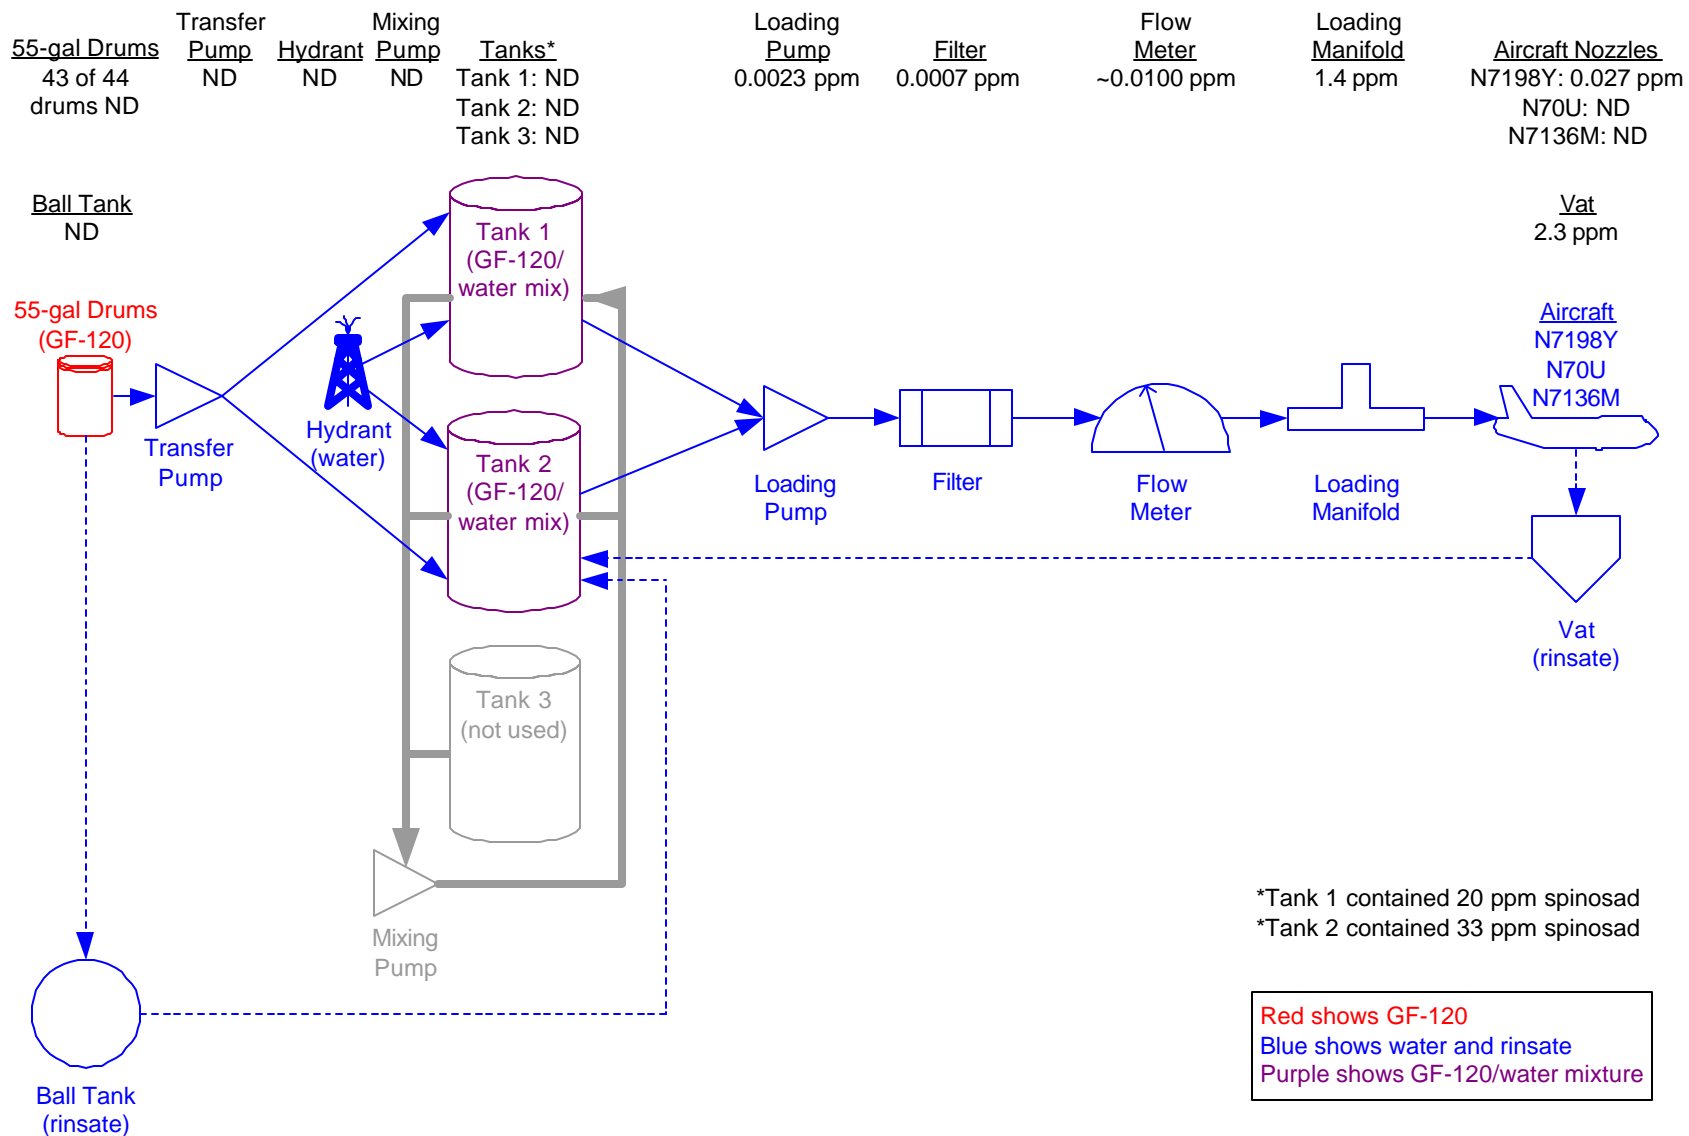 55-gal Drums
43 of 44
drums ND
Transfer
Pump
ND
Hydrant
ND
Mixing
Pump
ND
Tanks*
Tank 1: ND
Tank 2: ND
Tank 3: ND
Loading
Pump
0.0023 ppm
Filter
0.0007 ppm
Flow
Meter
~0.0100 ppm
Loading
Manifold
1.4 ppm
Aircraft Nozzles
N7198Y: 0.027 ppm
N70U: ND
N7136M: ND
Ball Tank
ND
Vat
2.3 ppm
55-gal Drums
(GF-120)
Transfer
Pump
Hydrant
(water)
Tank 1
(GF-120/
water mix)
Tank 2
(GF-120/
water mix)
Tank 3
(not used)
Mixing
Pump
Loading
Pump
Filter
Flow
Meter
Loading
Manifold
Aircraft
N7198Y
N70U
N7136M
Vat
(rinsate)
Ball Tank
(rinsate)
*Tank 1 contained 20 ppm spinosad
*Tank 2 contained 33 ppm spinosad
Red shows GF-120
Blue shows water and rinsate
Purple shows GF-120/water mixture